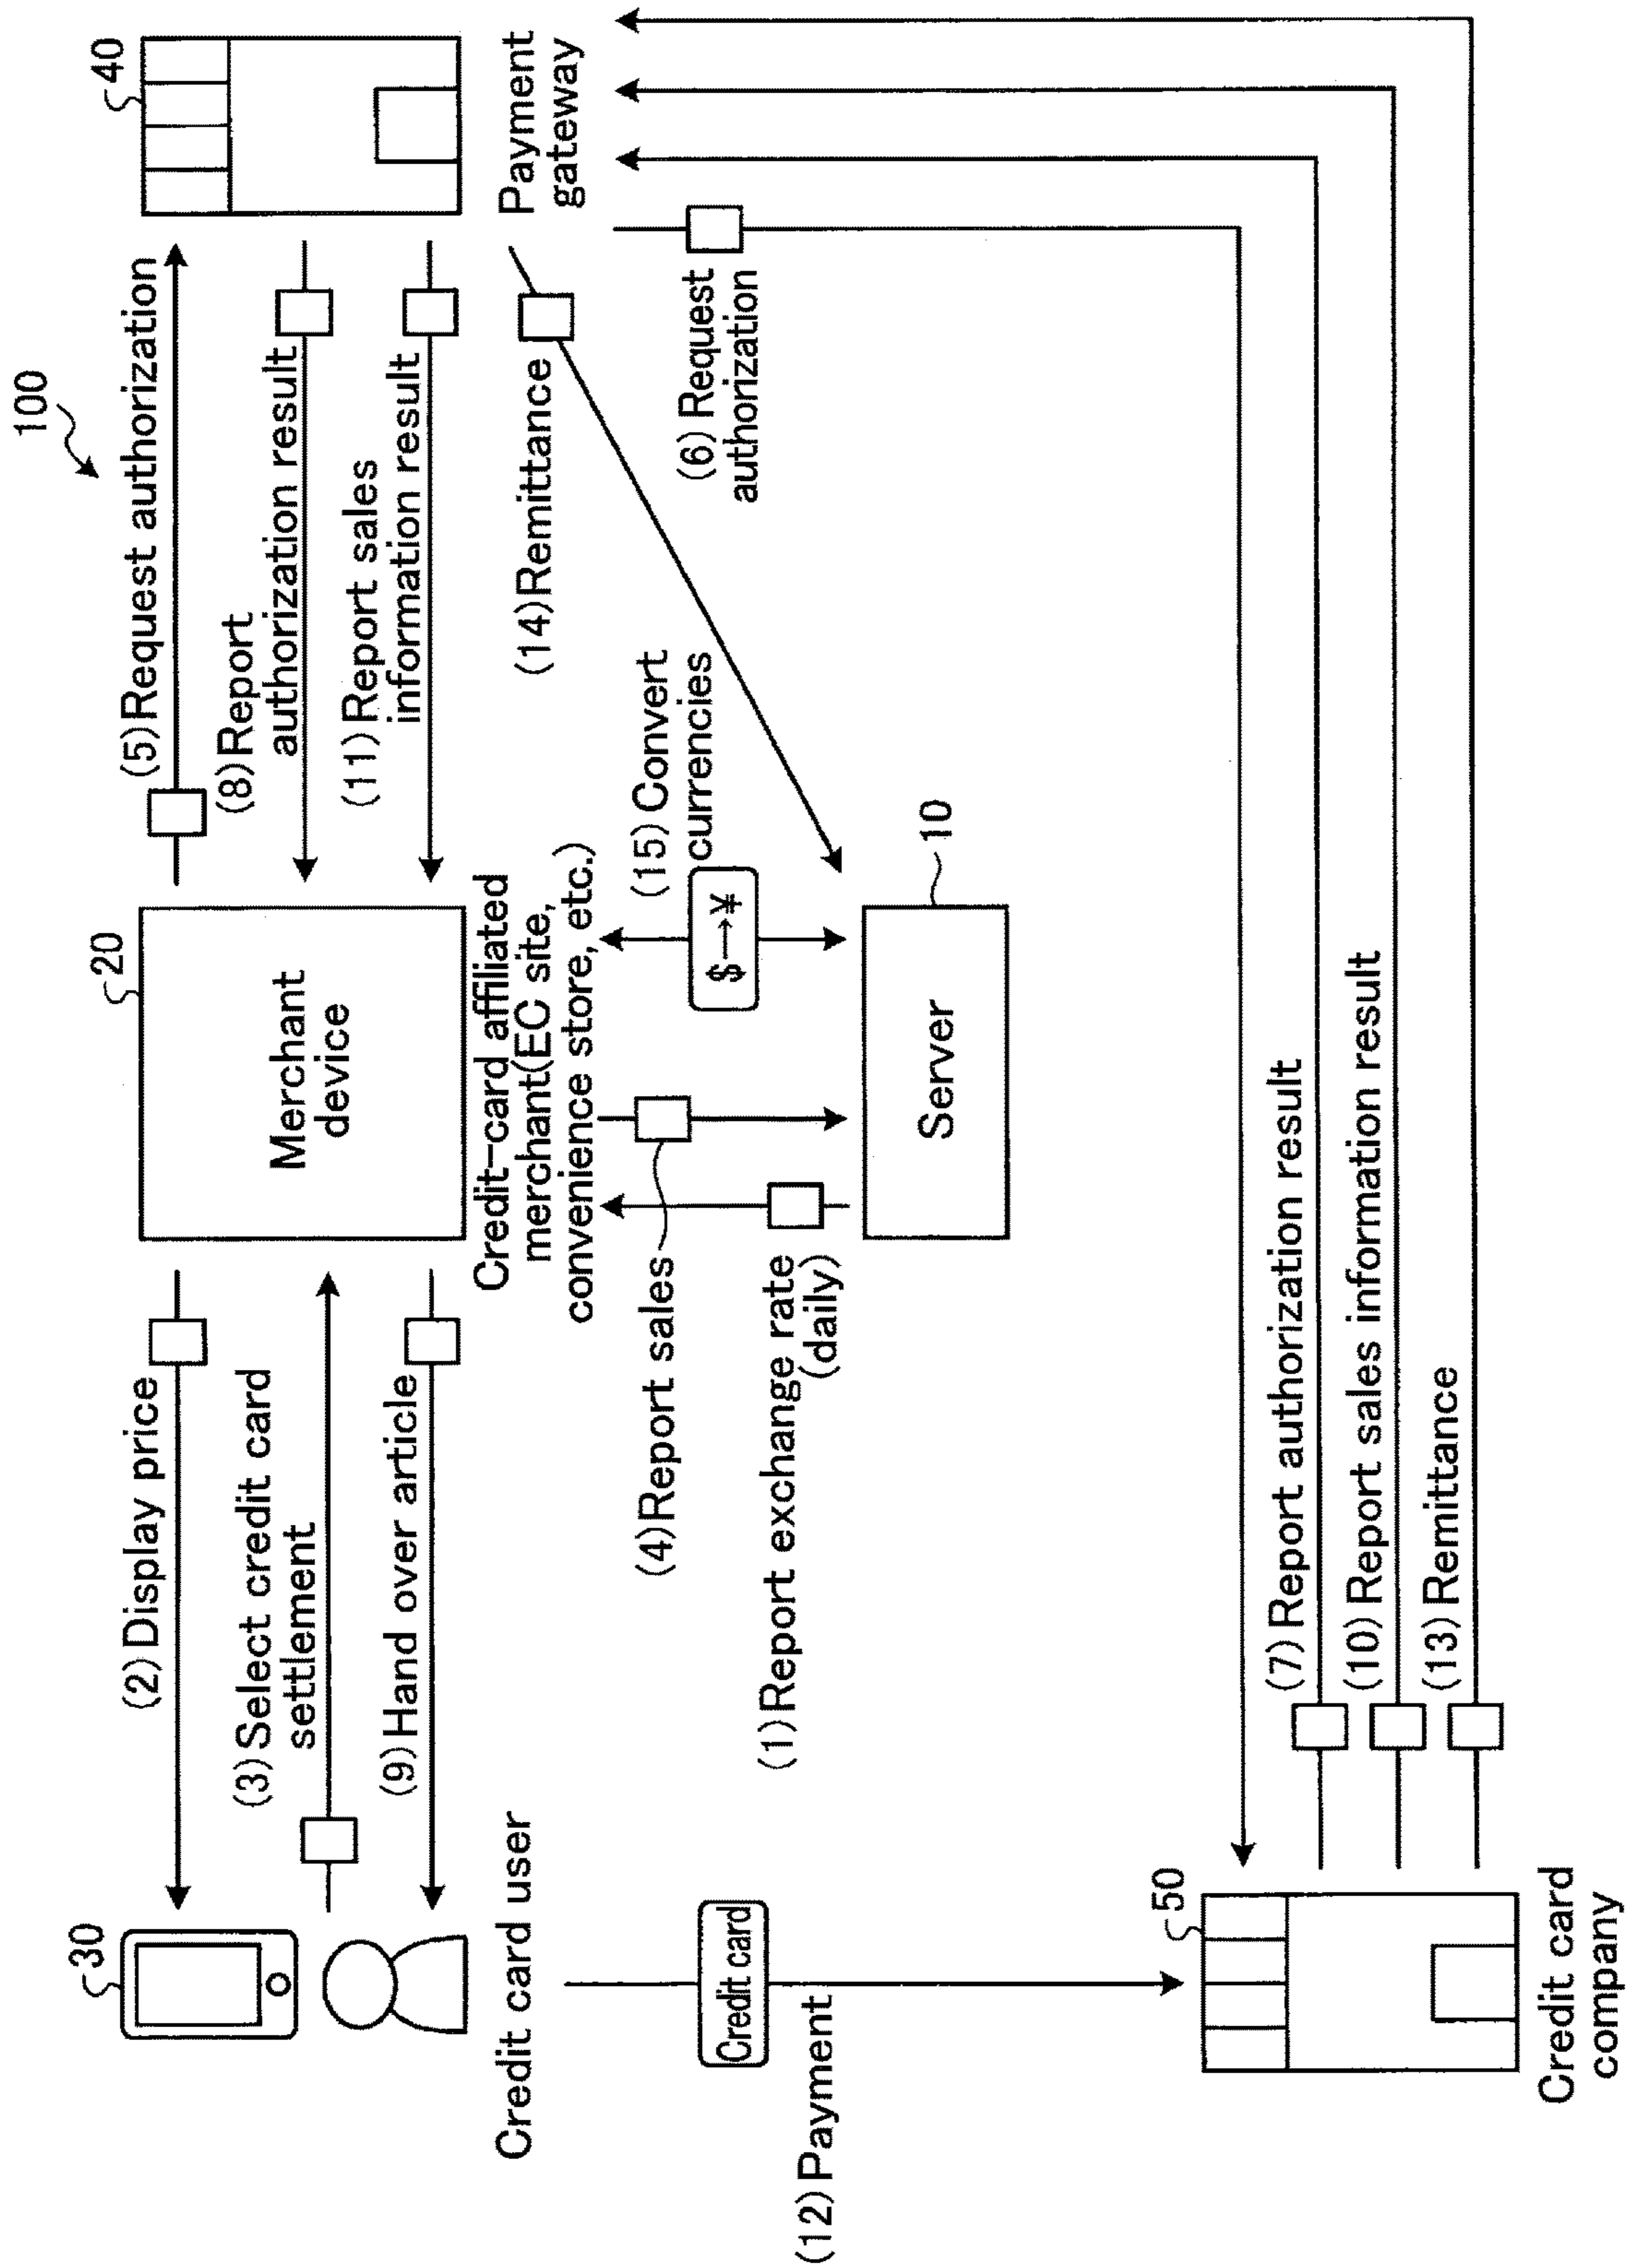 100
30
20
40
(2) Display price
(5) Request authorization
(3) Select credit card
settlement
(8) Report
authorization result
(9) Hand over article
(11) Report sales
information result
Merchant
device
Credit card user
Credit-card affiliated
merchant(EC site,
convenience store, etc.)
Payment
gateway
(14) Remittance
(4) Report sales
(15) Convert
currencies
$→¥
(6) Request
authorization
(1) Report exchange rate
(daily)
Credit card
(12) Payment
Server
10
50
(7) Report authorization result
(10) Report sales information result
(13) Remittance
Credit card
company